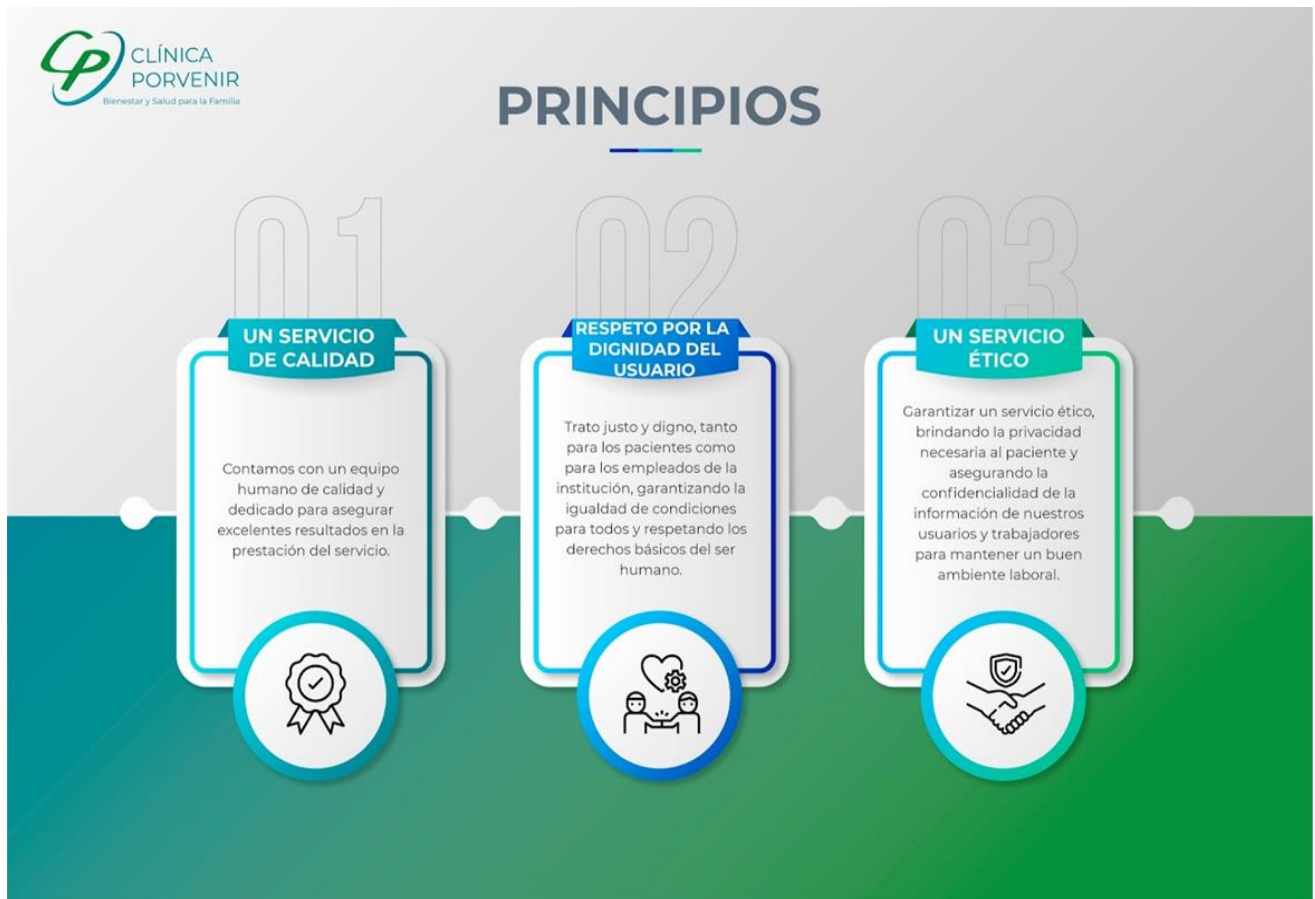 CP
CLÍNICA
PORVENIR
Bienestar y Salud para la Familia
PRINCIPIOS
01
UN SERVICIO
DE CALIDAD
Contamos con un equipo
humano de calidad y
dedicado para asegurar
excelentes resultados en la
prestación del servicio.
02
RESPETO POR LA
DIGNIDAD DEL
USUARIO
Trato justo y digno, tanto
para los pacientes como
para los empleados de la
institución, garantizando la
igualdad de condiciones
para todos y respetando los
derechos básicos del ser
humano.
03
UN SERVICIO
ÉTICO
Garantizar un servicio ético,
brindando la privacidad
necesaria al paciente y
asegurando la
confidencialidad de la
información de nuestros
usuarios y trabajadores
para mantener un buen
ambiente laboral.